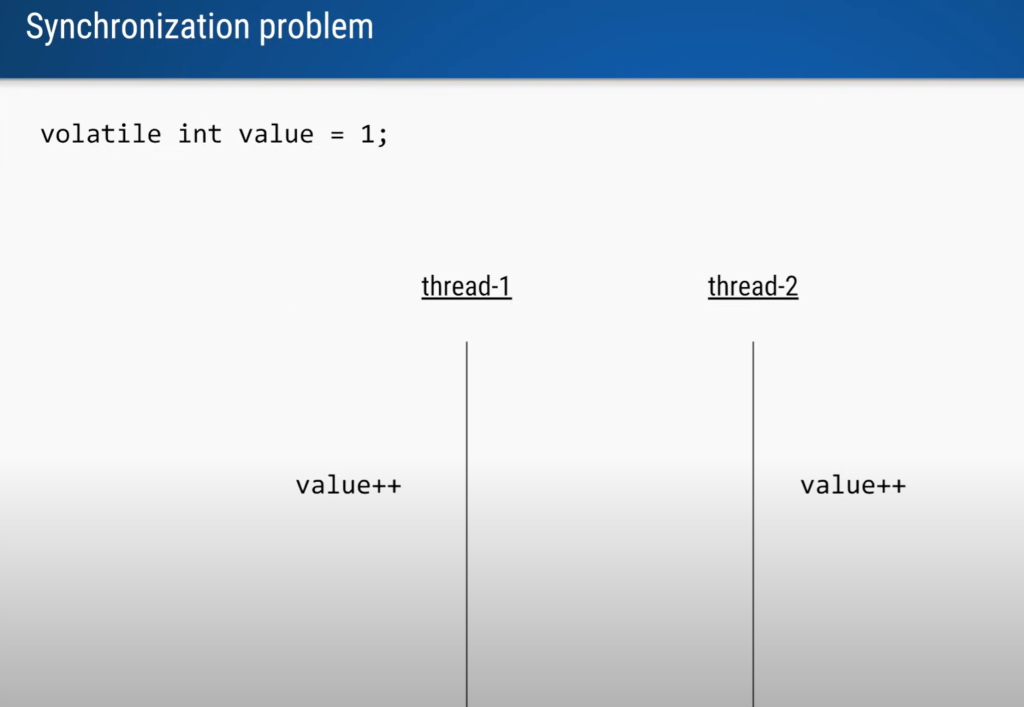 Synchronization problem
volatile int value = 1;
thread-1 thread-2
value++ value++